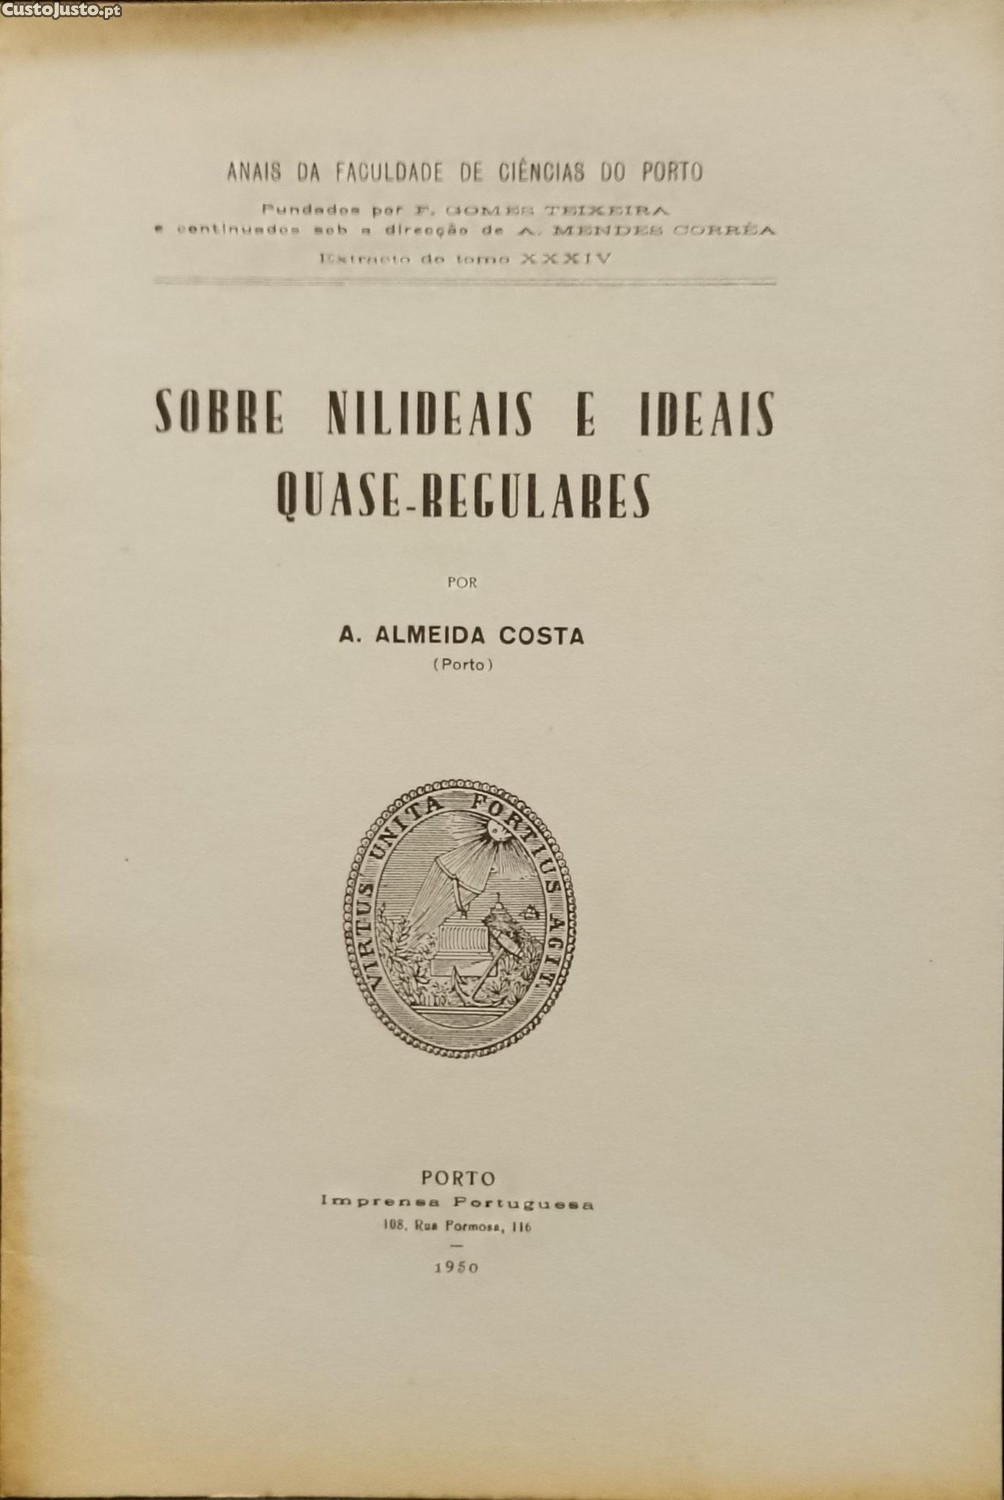 CustoJusto.pt
ANAIS DA FACULDADE DE CIÊNCIAS DO PORTO
Fundados por F. GOMES TEIXEIRA
e continuados sob a direcção de A. MENDES CORRÊA
Extracto do tomo XXXIV
SOBRE NILIDEAIS E IDEAIS
QUASE-REGULARES
POR
A. ALMEIDA COSTA
(Porto)
VIRTUS UNITA FORTIUS AGIT
PORTO
Imprensa Portuguesa
108, Rua Formosa, 116
1950